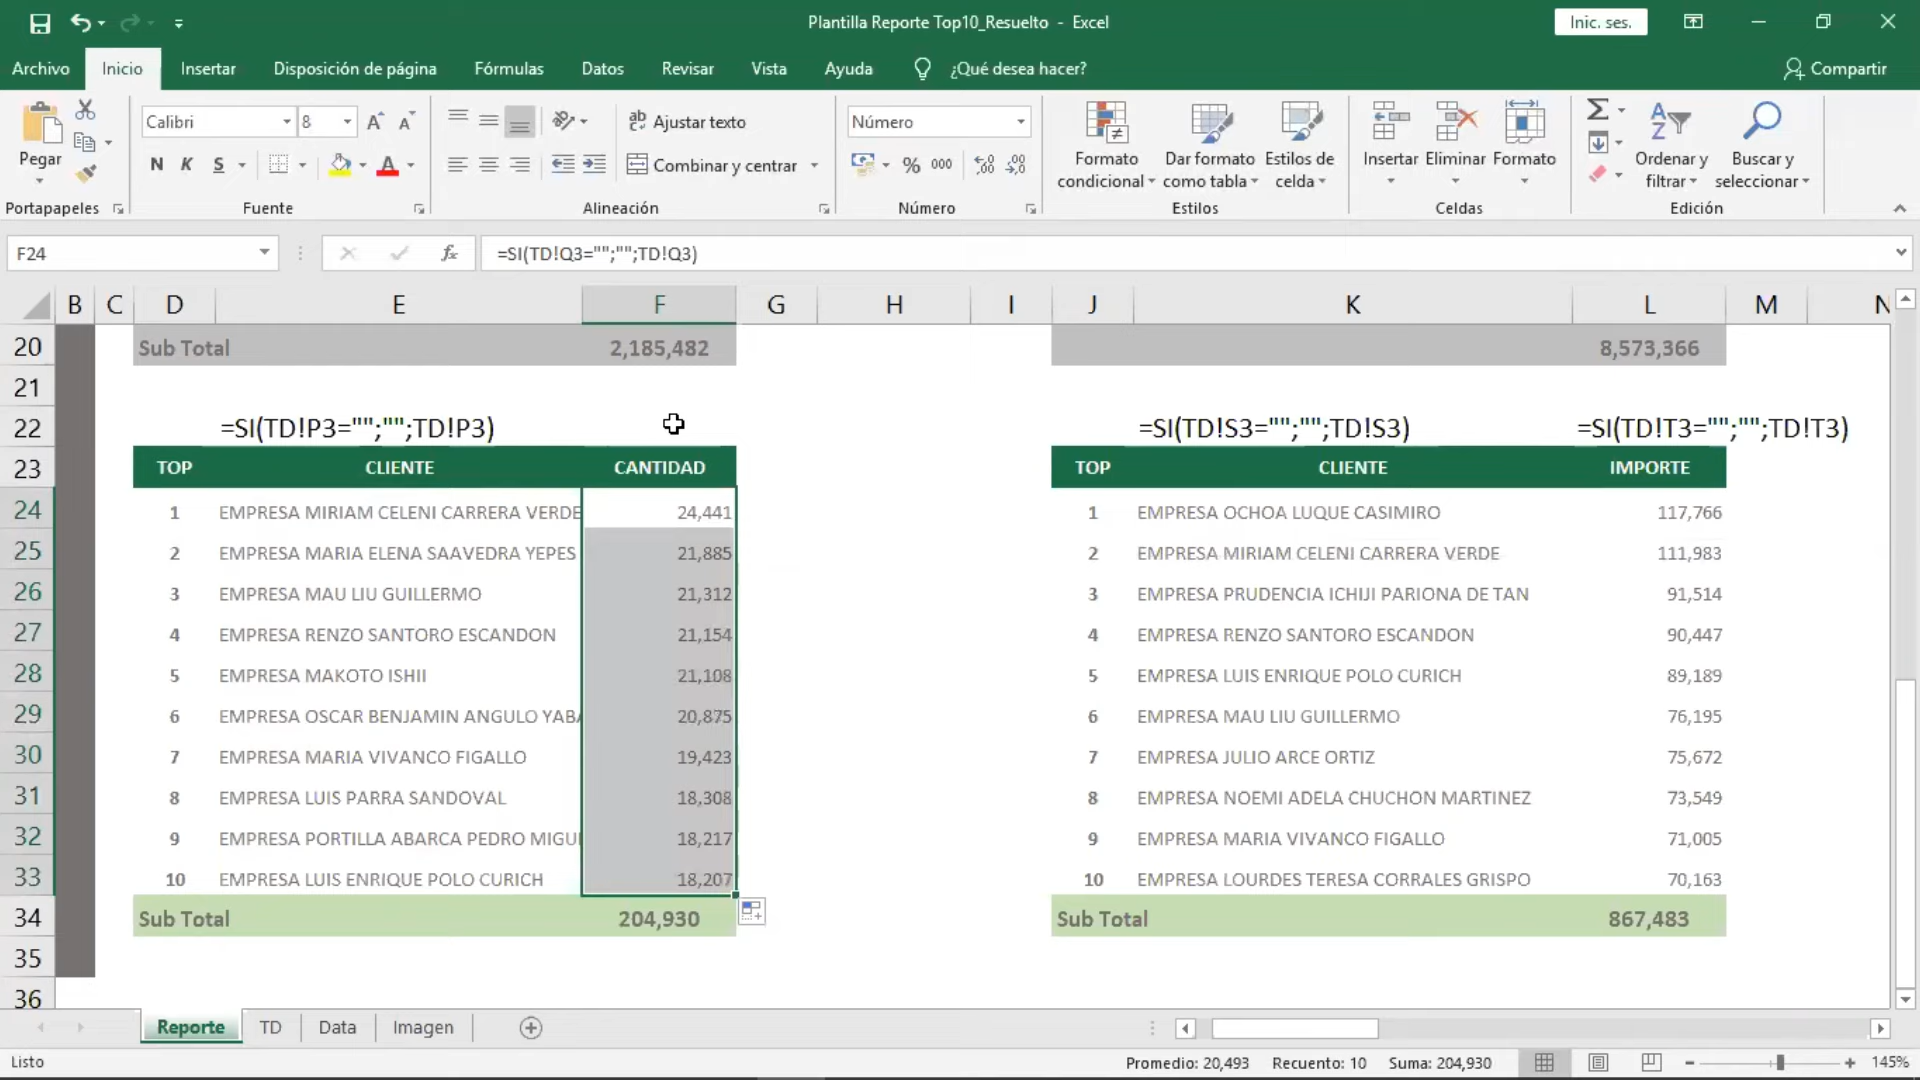 Plantilla Reporte Top10_Resuelto - Excel
Inic. ses.
Archivo Inicio Insertar Disposición de página Fórmulas Datos Revisar Vista Ayuda ¿Qué desea hacer? Compartir
Pegar
Calibri 8
N K S
Ajustar texto
Combinar y centrar
Número
% 000
Formato condicional
Dar formato como tabla
Estilos de celda
Insertar Eliminar Formato
Ordenar y filtrar
Buscar y seleccionar
Portapapeles Fuente Alineación Número Estilos Celdas Edición
F24 fx =SI(TD!Q3="";"";TD!Q3)
B C D E F G H I J K L M N
20 Sub Total 2,185,482 8,573,366
21
22 =SI(TD!P3="";"";TD!P3) =SI(TD!S3="";"";TD!S3) =SI(TD!T3="";"";TD!T3)
23 TOP CLIENTE CANTIDAD TOP CLIENTE IMPORTE
24 1 EMPRESA MIRIAM CELENI CARRERA VERDE 24,441 1 EMPRESA OCHOA LUQUE CASIMIRO 117,766
25 2 EMPRESA MARIA ELENA SAAVEDRA YEPES 21,885 2 EMPRESA MIRIAM CELENI CARRERA VERDE 111,983
26 3 EMPRESA MAU LIU GUILLERMO 21,312 3 EMPRESA PRUDENCIA ICHIJI PARIONA DE TAN 91,514
27 4 EMPRESA RENZO SANTORO ESCANDON 21,154 4 EMPRESA RENZO SANTORO ESCANDON 90,447
28 5 EMPRESA MAKOTO ISHII 21,108 5 EMPRESA LUIS ENRIQUE POLO CURICH 89,189
29 6 EMPRESA OSCAR BENJAMIN ANGULO YABA 20,875 6 EMPRESA MAU LIU GUILLERMO 76,195
30 7 EMPRESA MARIA VIVANCO FIGALLO 19,423 7 EMPRESA JULIO ARCE ORTIZ 75,672
31 8 EMPRESA LUIS PARRA SANDOVAL 18,308 8 EMPRESA NOEMI ADELA CHUCHON MARTINEZ 73,549
32 9 EMPRESA PORTILLA ABARCA PEDRO MIGU 18,217 9 EMPRESA MARIA VIVANCO FIGALLO 71,005
33 10 EMPRESA LUIS ENRIQUE POLO CURICH 18,207 10 EMPRESA LOURDES TERESA CORRALES GRISPO 70,163
34 Sub Total 204,930 Sub Total 867,483
35
36
Reporte TD Data Imagen
Listo Promedio: 20,493 Recuento: 10 Suma: 204,930 145%